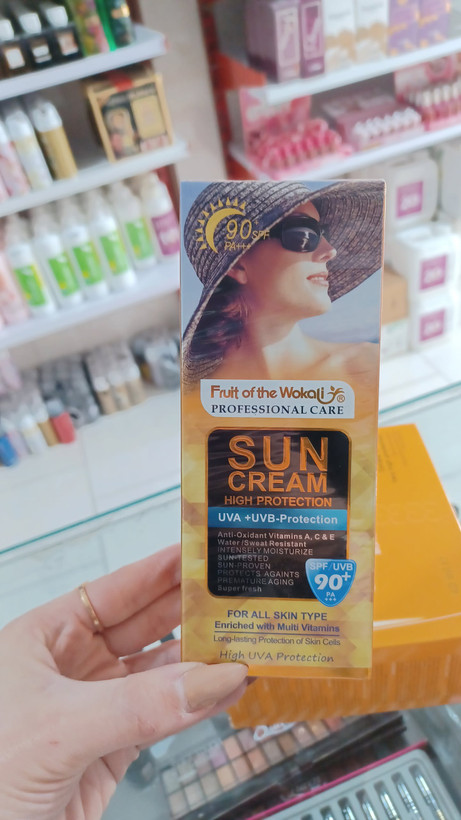 90+ SPF
PA+++
Fruit of the Wokali
PROFESSIONAL CARE
SUN
CREAM
HIGH PROTECTION
UVA +UVB-Protection
Anti-Oxidant Vitamins A, C & E
Water /Sweat Resistant
INTENSELY MOISTURIZE
SUN-TESTED
SUN-PROVEN
PROTECTS AGAINTS
PREMATURE AGING
Super fresh
SPF/UVB
90+
PA
+++
FOR ALL SKIN TYPE
Enriched with Multi Vitamins
Long-lasting Protection of Skin Cells
High UVA Protection